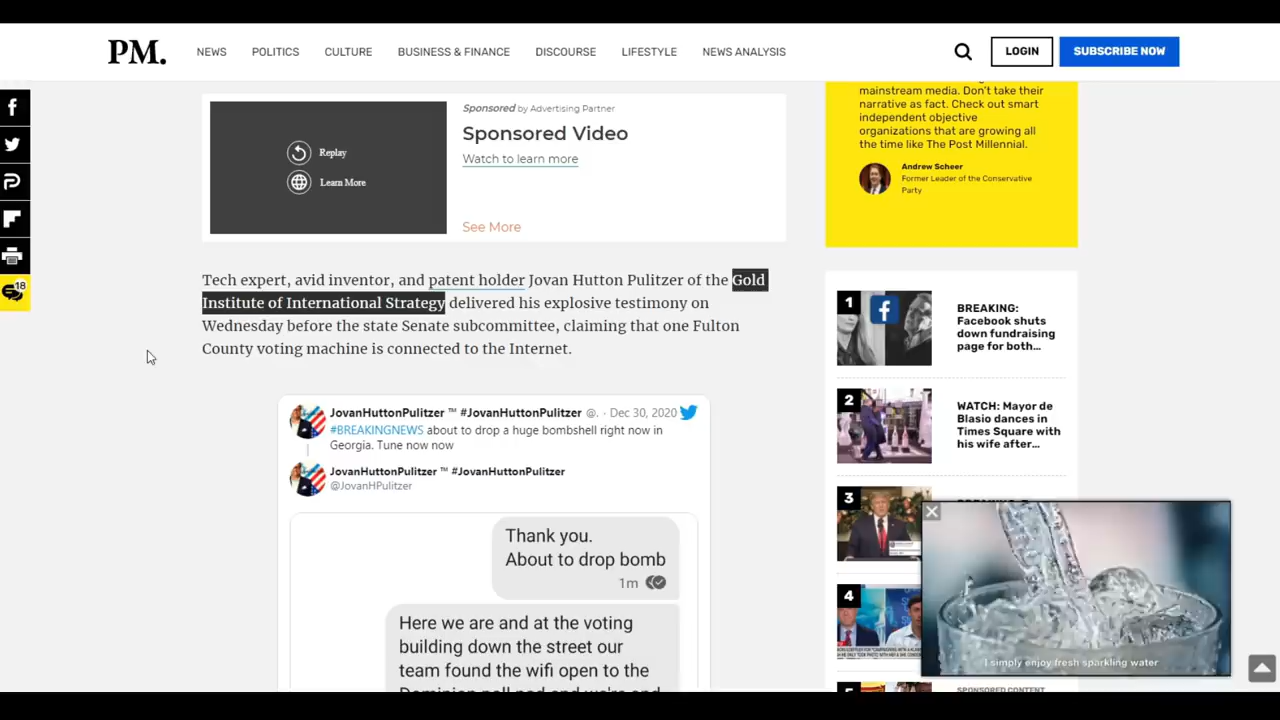 PM.
NEWS
POLITICS
CULTURE
BUSINESS & FINANCE
DISCOURSE
LIFESTYLE
NEWS ANALYSIS
LOGIN
SUBSCRIBE NOW
18
Replay
Learn More
Sponsored by Advertising Partner
Sponsored Video
Watch to learn more
See More
Tech expert, avid inventor, and patent holder Jovan Hutton Pulitzer of the Gold
Institute of International Strategy delivered his explosive testimony on
Wednesday before the state Senate subcommittee, claiming that one Fulton
County voting machine is connected to the Internet.
JovanHuttonPulitzer ™ #JovanHuttonPulitzer @. · Dec 30, 2020
#BREAKINGNEWS about to drop a huge bombshell right now in
Georgia. Tune now now
JovanHuttonPulitzer ™ #JovanHuttonPulitzer
@JovanHPulitzer
Thank you.
About to drop bomb
1m
Here we are and at the voting
building down the street our
team found the wifi open to the
mainstream media. Don't take their
narrative as fact. Check out smart
independent objective
organizations that are growing all
the time like The Post Millennial.
Andrew Scheer
Former Leader of the Conservative
Party
1
BREAKING:
Facebook shuts
down fundraising
page for both...
2
WATCH: Mayor de
Blasio dances in
Times Square with
his wife after...
3
4
I simply enjoy fresh sparkling water
SPONSORED CONTENT